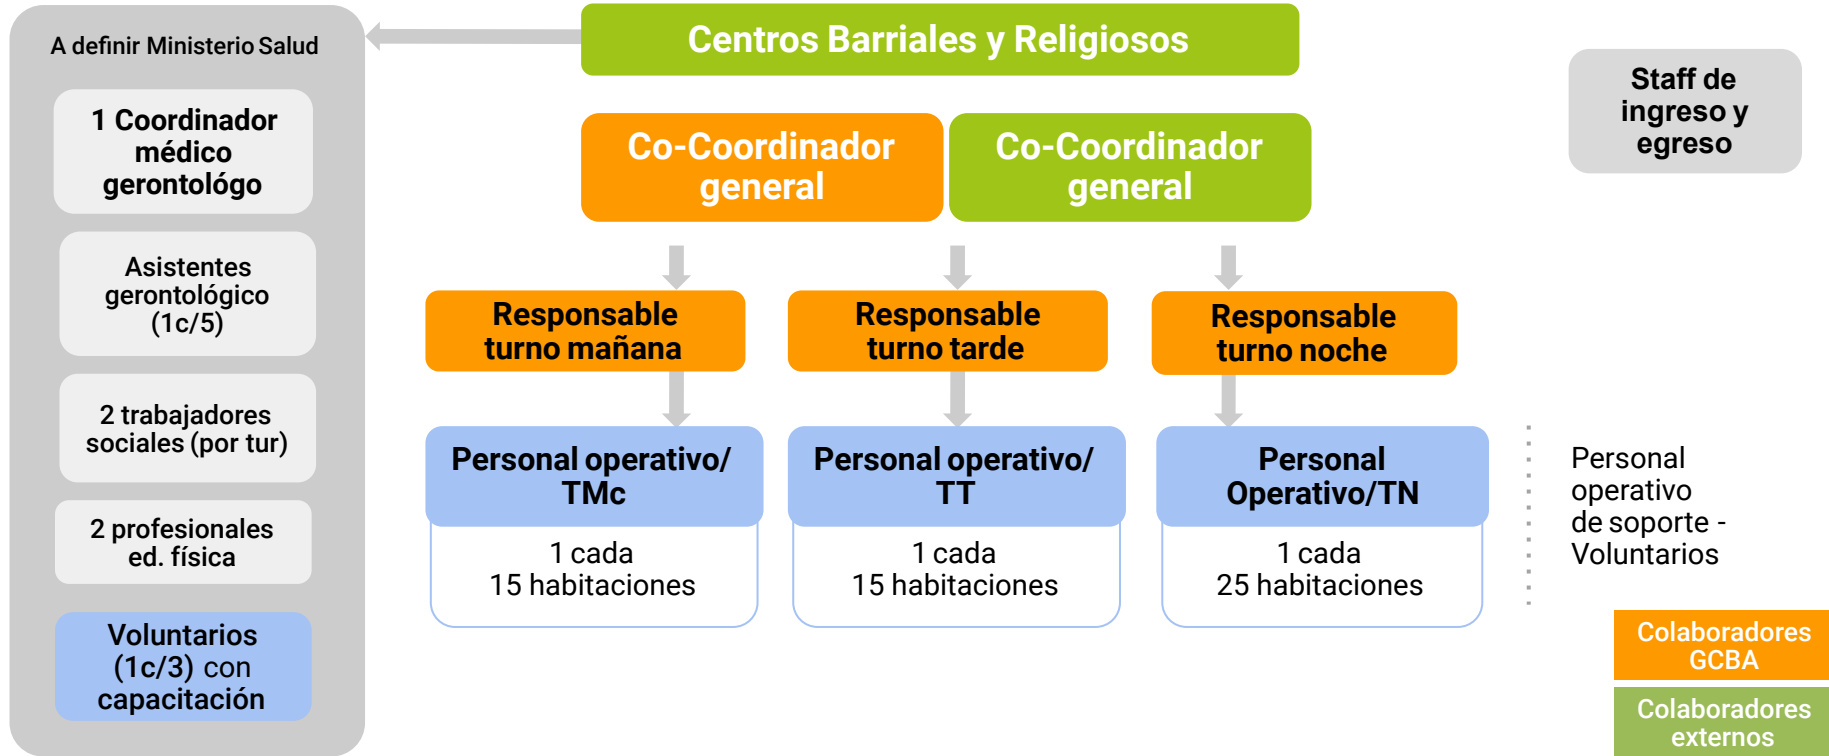 A definir Ministerio Salud
1 Coordinador
médico
gerontológo
Asistentes
gerontológico
(1c/5)
2 trabajadores
sociales (por tur)
2 profesionales
ed. física
Voluntarios
(1c/3) con
capacitación
Centros Barriales y Religiosos
Co-Coordinador
general
Co-Coordinador
general
Staff de
ingreso y
egreso
Responsable
turno mañana
Responsable
turno tarde
Responsable
turno noche
Personal operativo/
TMc
1 cada
15 habitaciones
Personal operativo/
TT
1 cada
15 habitaciones
Personal
Operativo/TN
1 cada
25 habitaciones
Personal
operativo
de soporte -
Voluntarios
Colaboradores
GCBA
Colaboradores
externos